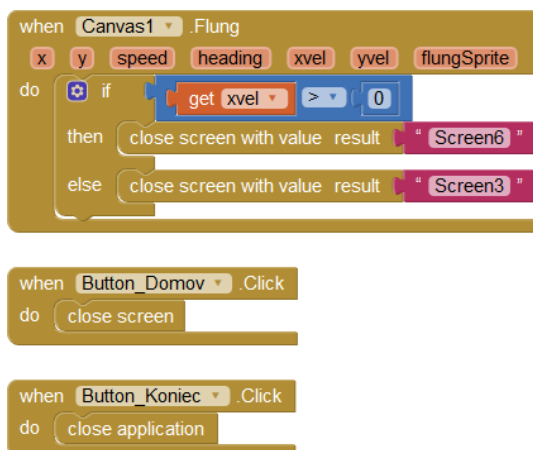 when Canvas1 .Flung
x y speed heading xvel yvel flungSprite
do if get xvel > 0
then close screen with value result " Screen6 "
else close screen with value result " Screen3 "
when Button_Domov .Click
do close screen
when Button_Koniec .Click
do close application